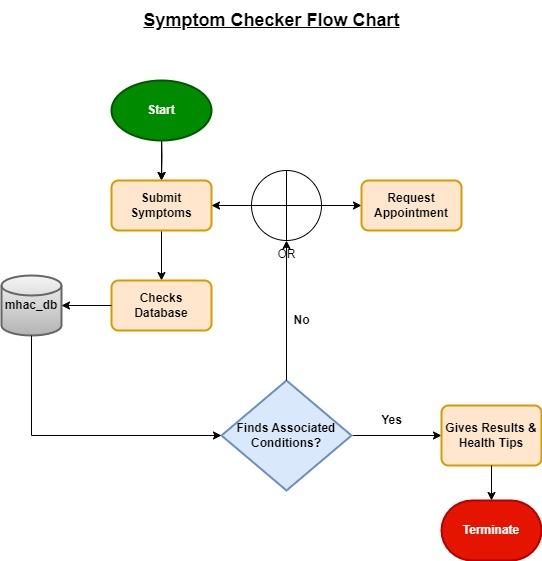 Symptom Checker Flow Chart
Start
Submit
Symptoms
Request
Appointment
OR
Checks
Database
mhac_db
No
Finds Associated
Conditions?
Yes
Gives Results &
Health Tips
Terminate